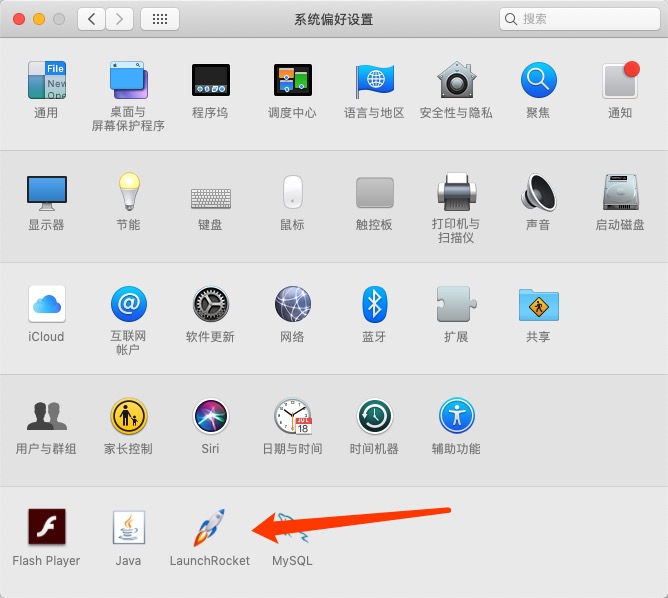 系统偏好设置
搜索
File
New
Ope
通用
桌面与
屏幕保护程序
程序坞
调度中心
语言与地区
安全性与隐私
聚焦
通知
显示器
节能
键盘
鼠标
触控板
打印机与
扫描仪
声音
启动磁盘
iCloud
@
互联网
帐户
软件更新
网络
蓝牙
扩展
共享
JUL
18
用户与群组
家长控制
Siri
日期与时间
时间机器
辅助功能
Flash Player
Java
LaunchRocket
MySQL